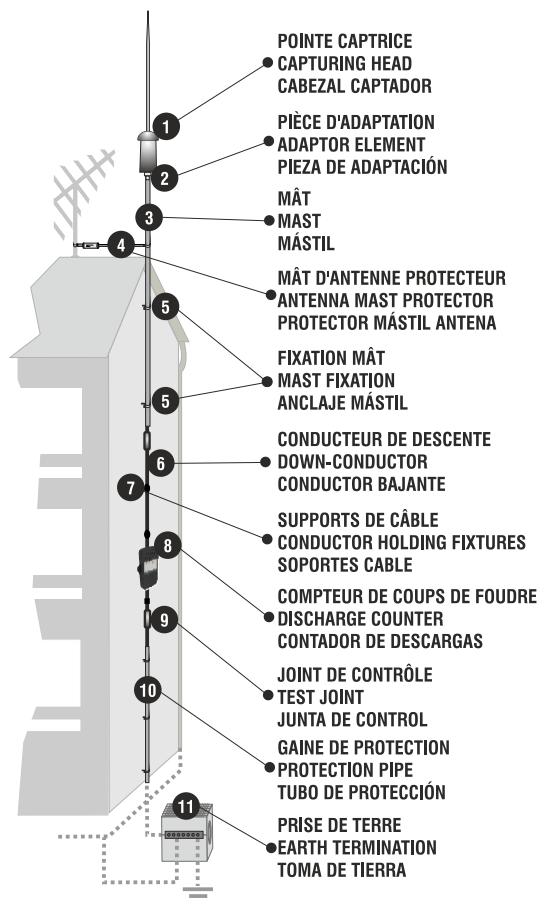 1
POINTE CAPTRICE
CAPTURING HEAD
CABEZAL CAPTADOR
2
PIÈCE D'ADAPTATION
ADAPTOR ELEMENT
PIEZA DE ADAPTACIÓN
3
MÂT
MAST
MÁSTIL
4
MÂT D'ANTENNE PROTECTEUR
ANTENNA MAST PROTECTOR
PROTECTOR MÁSTIL ANTENA
5
5
FIXATION MÂT
MAST FIXATION
ANCLAJE MÁSTIL
6
CONDUCTEUR DE DESCENTE
DOWN-CONDUCTOR
CONDUCTOR BAJANTE
7
SUPPORTS DE CÂBLE
CONDUCTOR HOLDING FIXTURES
SOPORTES CABLE
8
COMPTEUR DE COUPS DE FOUDRE
DISCHARGE COUNTER
CONTADOR DE DESCARGAS
9
JOINT DE CONTRÔLE
TEST JOINT
JUNTA DE CONTROL
10
GAINE DE PROTECTION
PROTECTION PIPE
TUBO DE PROTECCIÓN
11
PRISE DE TERRE
EARTH TERMINATION
TOMA DE TIERRA